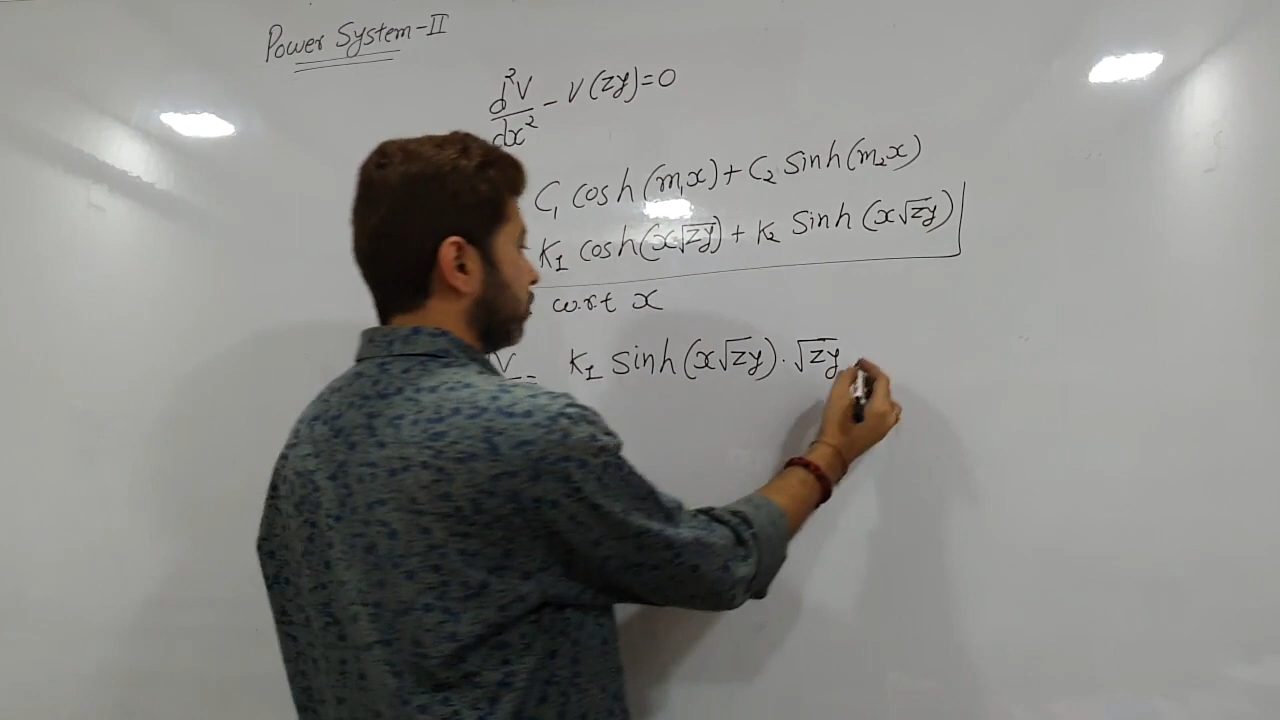 Power System-II
d²V/dx² - V(zy)=0
C₁ cosh(m₁x)+ C₂ Sinh(m₂x)
K₁ cosh(x√zy)+ K₂ Sinh(x√zy)
w.r.t x
V = K₁ Sinh(x√zy)·√zy